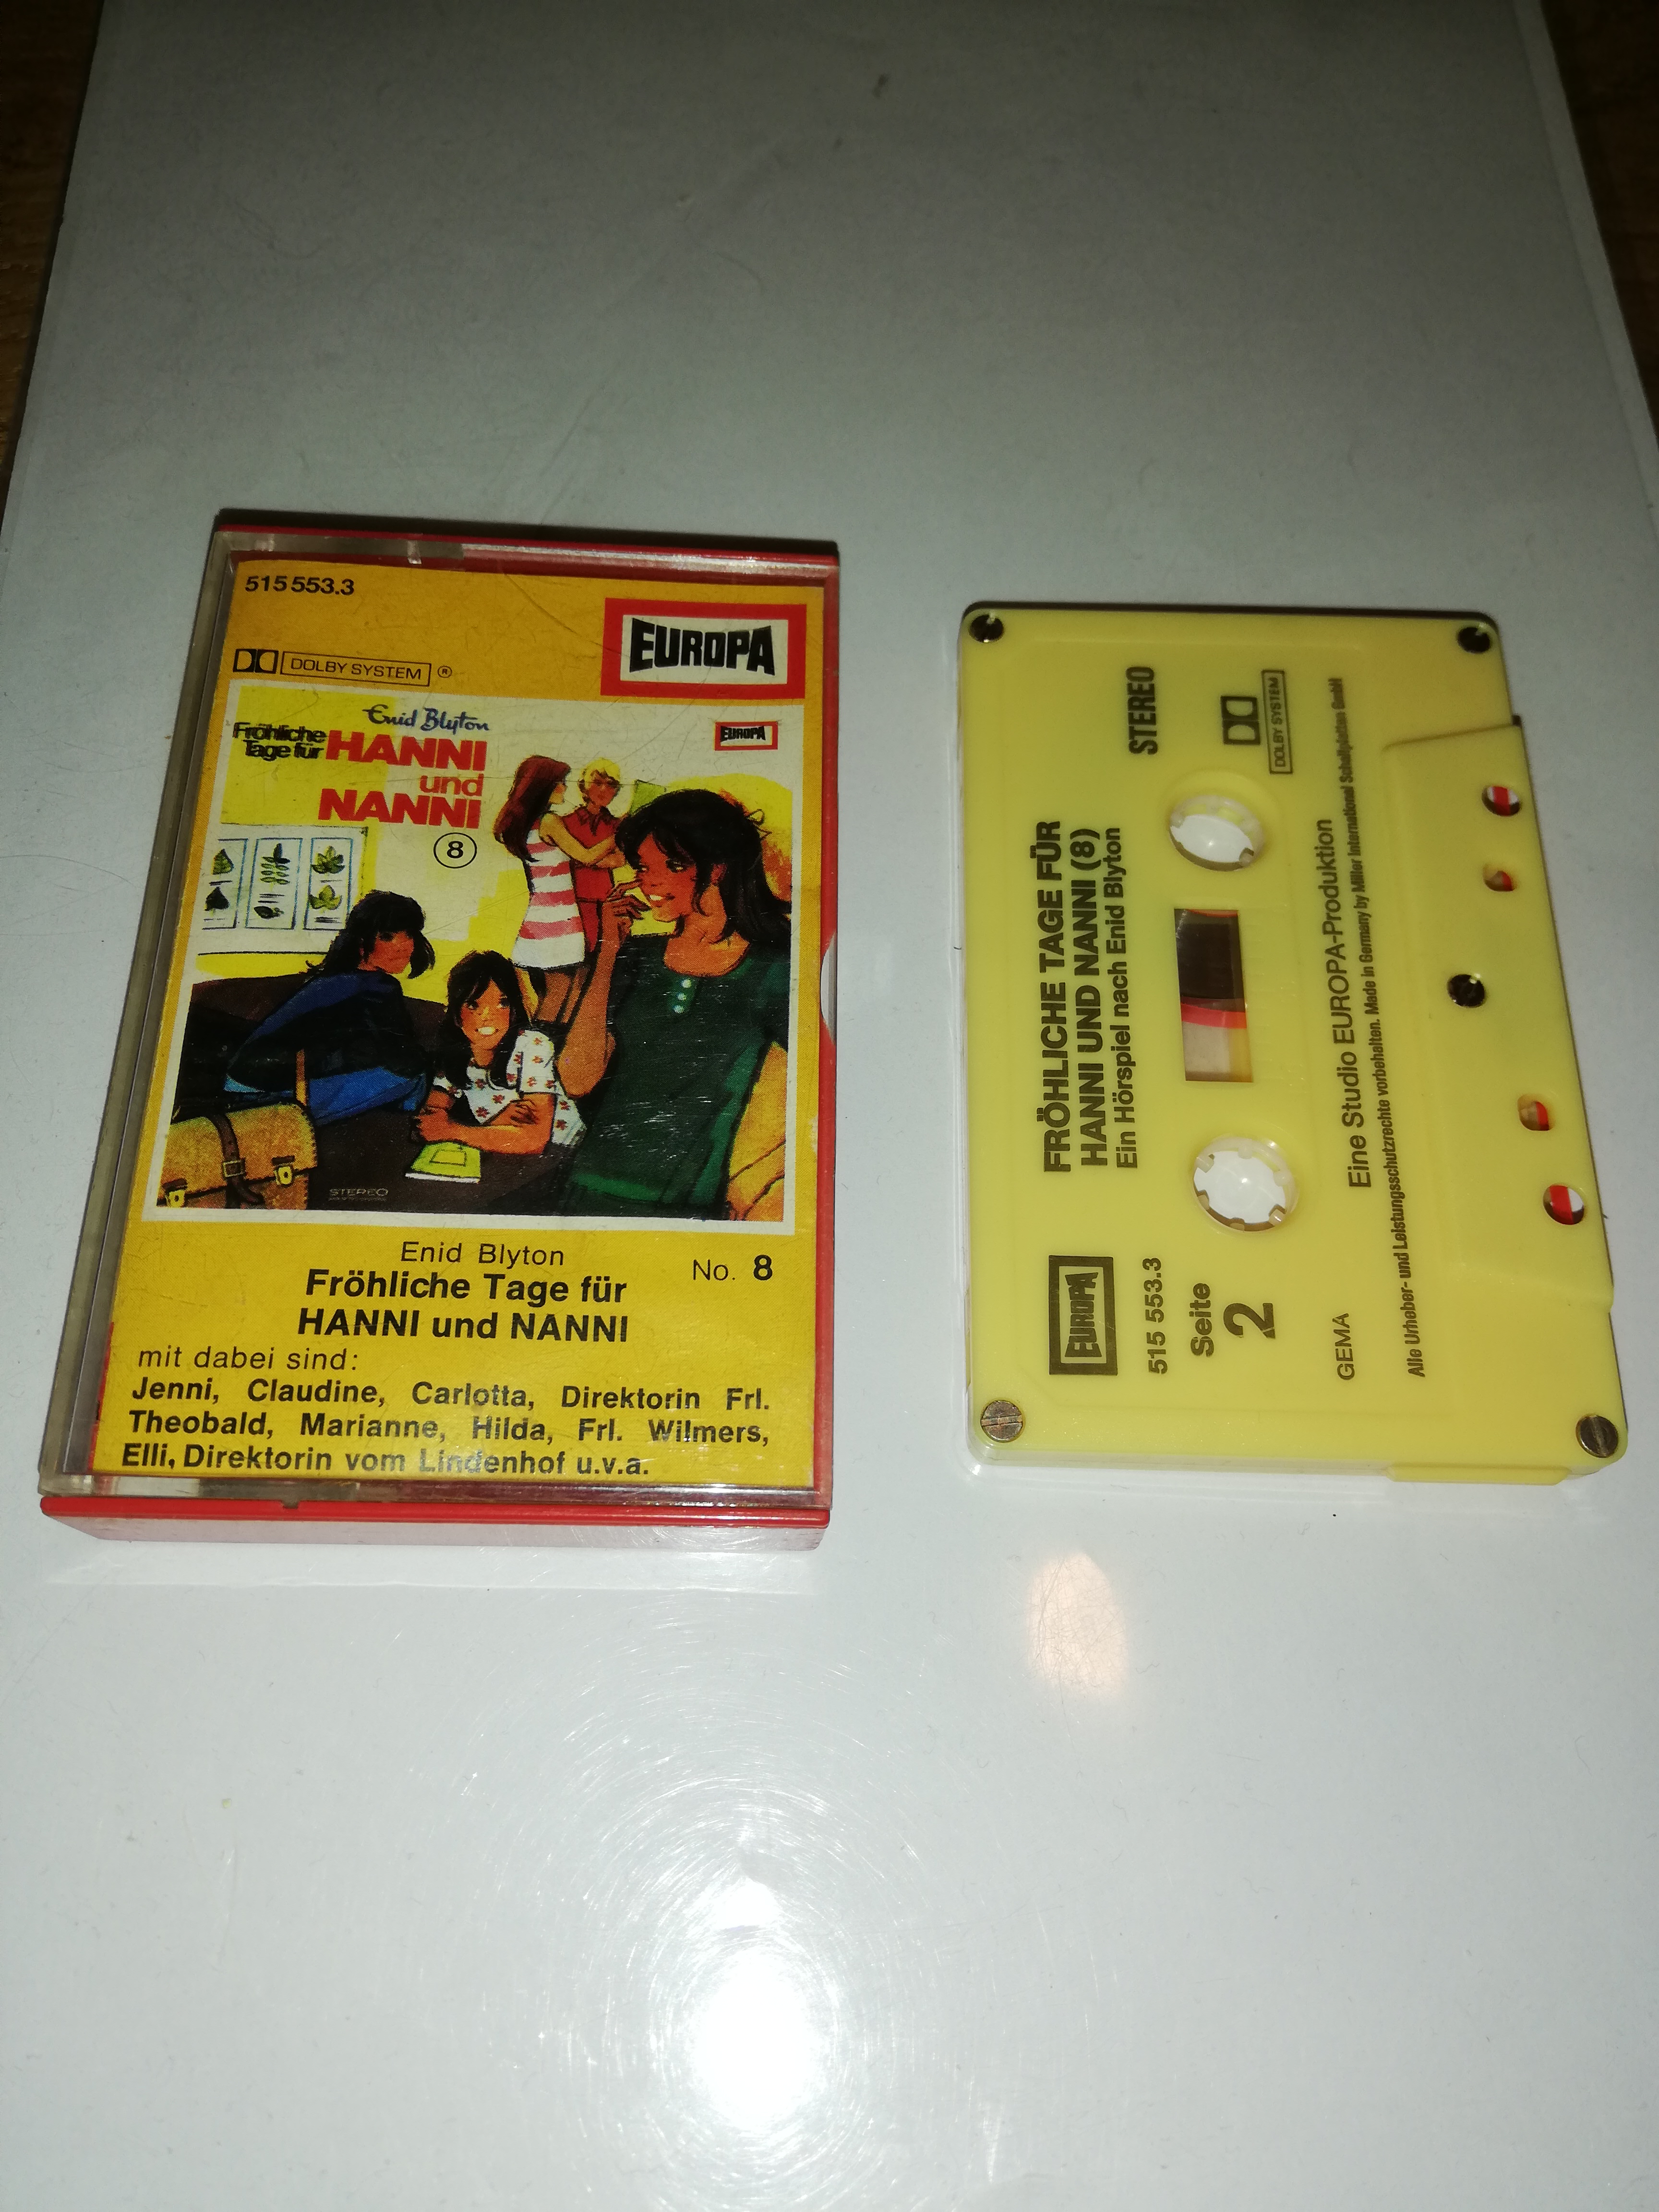 515 553.3
EUROPA
DOLBY SYSTEM ®
Enid Blyton
EUROPA
Fröhliche
Tage für HANNI
und
NANNI
8
STEREO
Enid Blyton
No. 8
Fröhliche Tage für
HANNI und NANNI
mit dabei sind:
Jenni, Claudine, Carlotta, Direktorin Frl.
Theobald, Marianne, Hilda, Frl. Wilmers,
Elli, Direktorin vom Lindenhof u.v.a.
EUROPA
FRÖHLICHE TAGE FÜR
HANNI UND NANNI (8)
Ein Hörspiel nach Enid Blyton
STEREO
515 553.3
Seite
2
DOLBY SYSTEM
GEMA
Eine Studio EUROPA-Produktion
Alle Urheber- und Leistungsschutzrechte vorbehalten. Made in Germany by Miller International Schallplatten GmbH